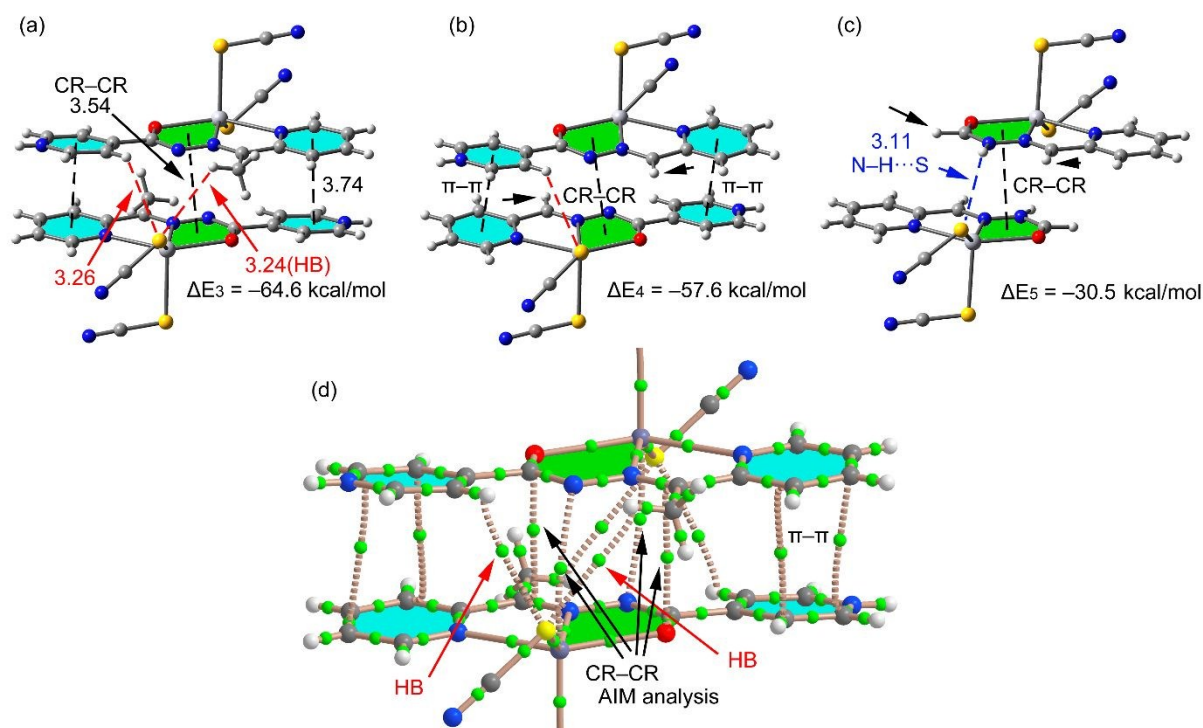 (a)
CR–CR
3.54
3.74
3.26
3.24(HB)
ΔE3 = –64.6 kcal/mol
(b)
π–π
CR–CR
π–π
ΔE4 = –57.6 kcal/mol
(c)
3.11
N–H···S
CR–CR
ΔE5 = –30.5 kcal/mol
(d)
π–π
HB
HB
CR–CR
AIM analysis